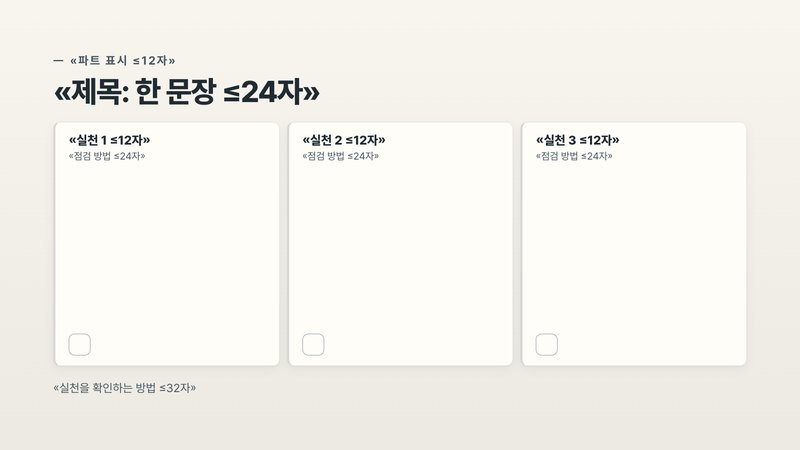 — «파트 표시 ≤12자»
«제목: 한 문장 ≤24자»
«실천 1 ≤12자»
«점검 방법 ≤24자»
«실천 2 ≤12자»
«점검 방법 ≤24자»
«실천 3 ≤12자»
«점검 방법 ≤24자»
«실천을 확인하는 방법 ≤32자»